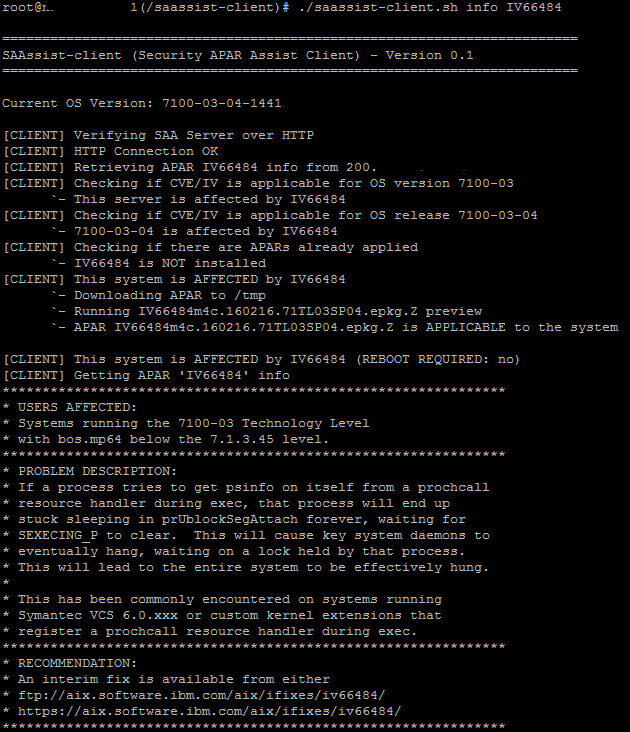 root@r… 1(/saassist-client)# ./saassist-client.sh info IV66484
========================================================================
SAAssist-client (Security APAR Assist Client) - Version 0.1
========================================================================
Current OS Version: 7100-03-04-1441
[CLIENT] Verifying SAA Server over HTTP
[CLIENT] HTTP Connection OK
[CLIENT] Retrieving APAR IV66484 info from 200.
[CLIENT] Checking if CVE/IV is applicable for OS version 7100-03
`- This server is affected by IV66484
[CLIENT] Checking if CVE/IV is applicable for OS release 7100-03-04
`- 7100-03-04 is affected by IV66484
[CLIENT] Checking if there are APARs already applied
`- IV66484 is NOT installed
[CLIENT] This system is AFFECTED by IV66484
`- Downloading APAR to /tmp
`- Running IV66484m4c.160216.71TL03SP04.epkg.Z preview
`- APAR IV66484m4c.160216.71TL03SP04.epkg.Z is APPLICABLE to the system
[CLIENT] This system is AFFECTED by IV66484 (REBOOT REQUIRED: no)
[CLIENT] Getting APAR 'IV66484' info
***************************************************************
* USERS AFFECTED:
* Systems running the 7100-03 Technology Level
* with bos.mp64 below the 7.1.3.45 level.
***************************************************************
* PROBLEM DESCRIPTION:
* If a process tries to get psinfo on itself from a prochcall
* resource handler during exec, that process will end up
* stuck sleeping in prUblockSegAttach forever, waiting for
* SEXECING_P to clear.  This will cause key system daemons to
* eventually hang, waiting on a lock held by that process.
* This will lead to the entire system to be effectively hung.
*
* This has been commonly encountered on systems running
* Symantec VCS 6.0.xxx or custom kernel extensions that
* register a prochcall resource handler during exec.
***************************************************************
* RECOMMENDATION:
* An interim fix is available from either
* ftp://aix.software.ibm.com/aix/ifixes/iv66484/
* https://aix.software.ibm.com/aix/ifixes/iv66484/
***************************************************************